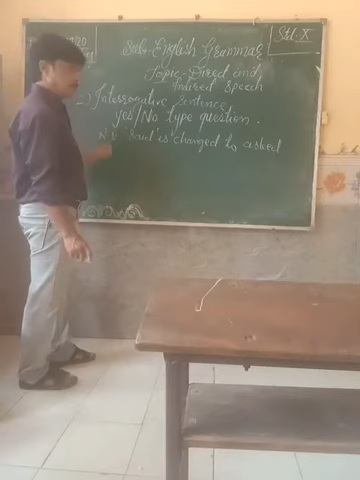 Std. X
Sub:- English Grammar
Topic - Direct and
Indirect Speech
Interrogative Sentence
Yes/No type question.
N.B 'Said' is changed to asked